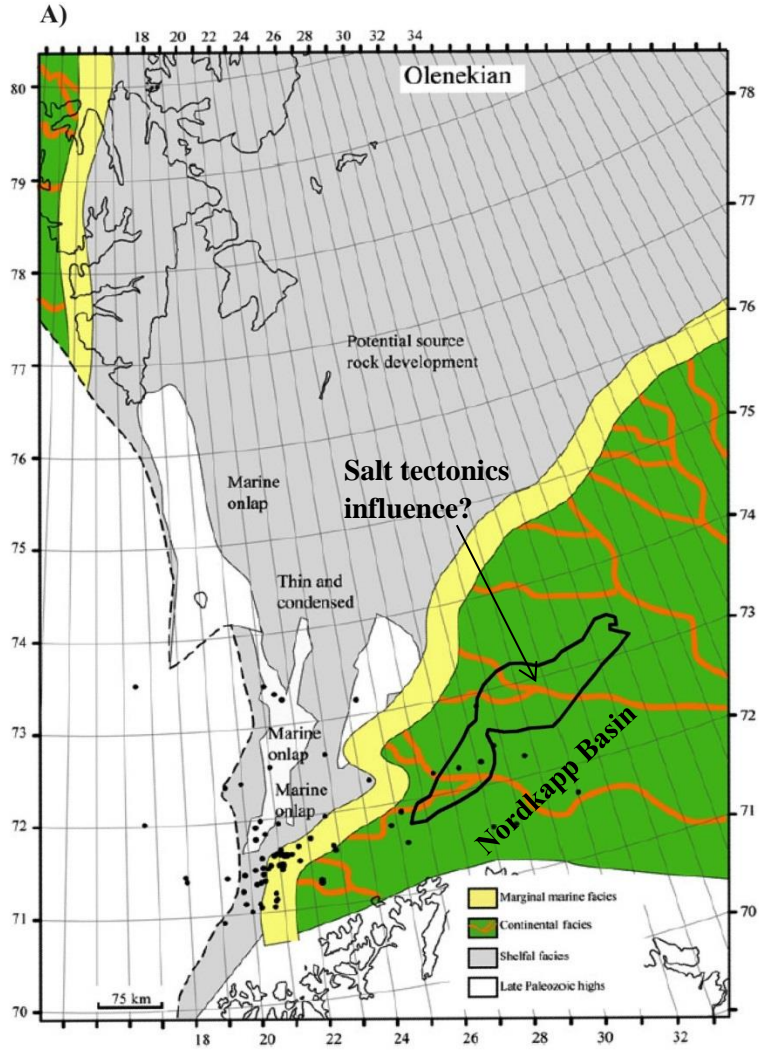 A)
18 20 22 24 26 28 30 32 34
Olenekian
80
79
78
77
76
75
74
73
72
71
70
78
77
76
75
74
73
72
71
70
Potential source
rock development
Salt tectonics
influence?
Marine
onlap
Thin and
condensed
Marine
onlap
Marine
onlap
Nordkapp Basin
Marginal marine facies
Continental facies
Shelfal facies
Late Paleozoic highs
75 km
18 20 22 24 26 28 30 32